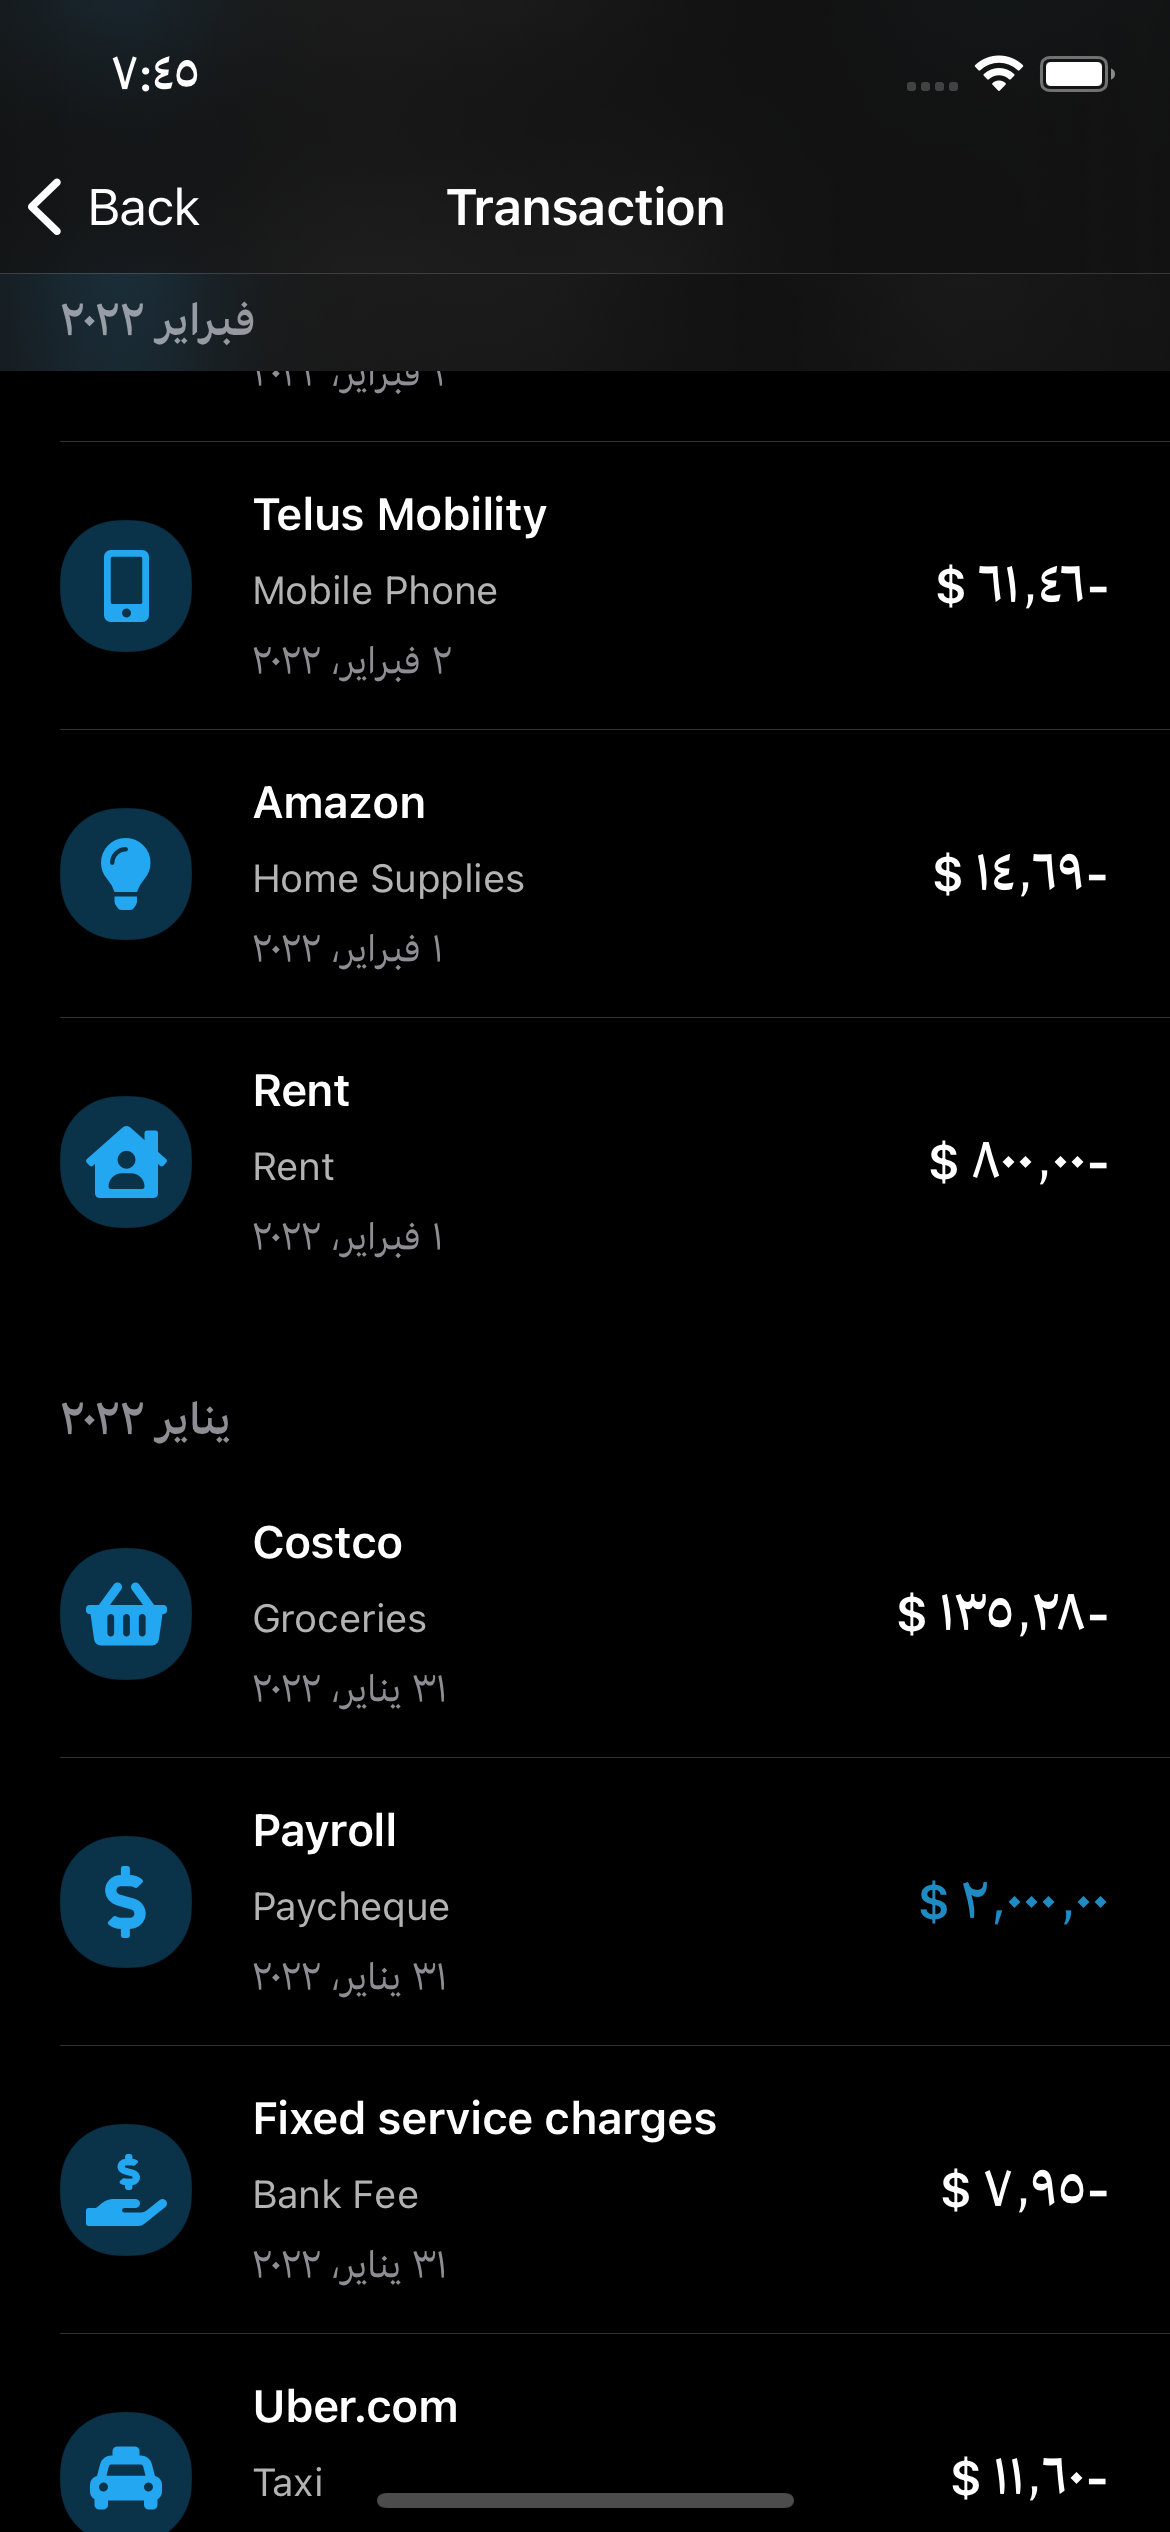 ٧:٤٥
Back
Transaction
فبراير ٢٠٢٢
Telus Mobility
Mobile Phone
٢ فبراير، ٢٠٢٢
$ ٦١,٤٦-
Amazon
Home Supplies
١ فبراير، ٢٠٢٢
$ ١٤,٦٩-
Rent
Rent
١ فبراير، ٢٠٢٢
$ ٨٠٠,٠٠-
يناير ٢٠٢٢
Costco
Groceries
٣١ يناير، ٢٠٢٢
$ ١٣٥,٢٨-
Payroll
Paycheque
٣١ يناير، ٢٠٢٢
$ ٢,٠٠٠,٠٠
Fixed service charges
Bank Fee
٣١ يناير، ٢٠٢٢
$ ٧,٩٥-
Uber.com
Taxi
$ ١١,٦٠-